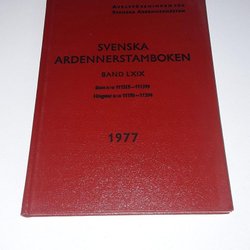 AVELSFÖRENINGEN FÖR
SVENSKA ARDENNERHÄSTEN
SVENSKA
ARDENNERSTAMBOKEN
BAND LXIX
1977